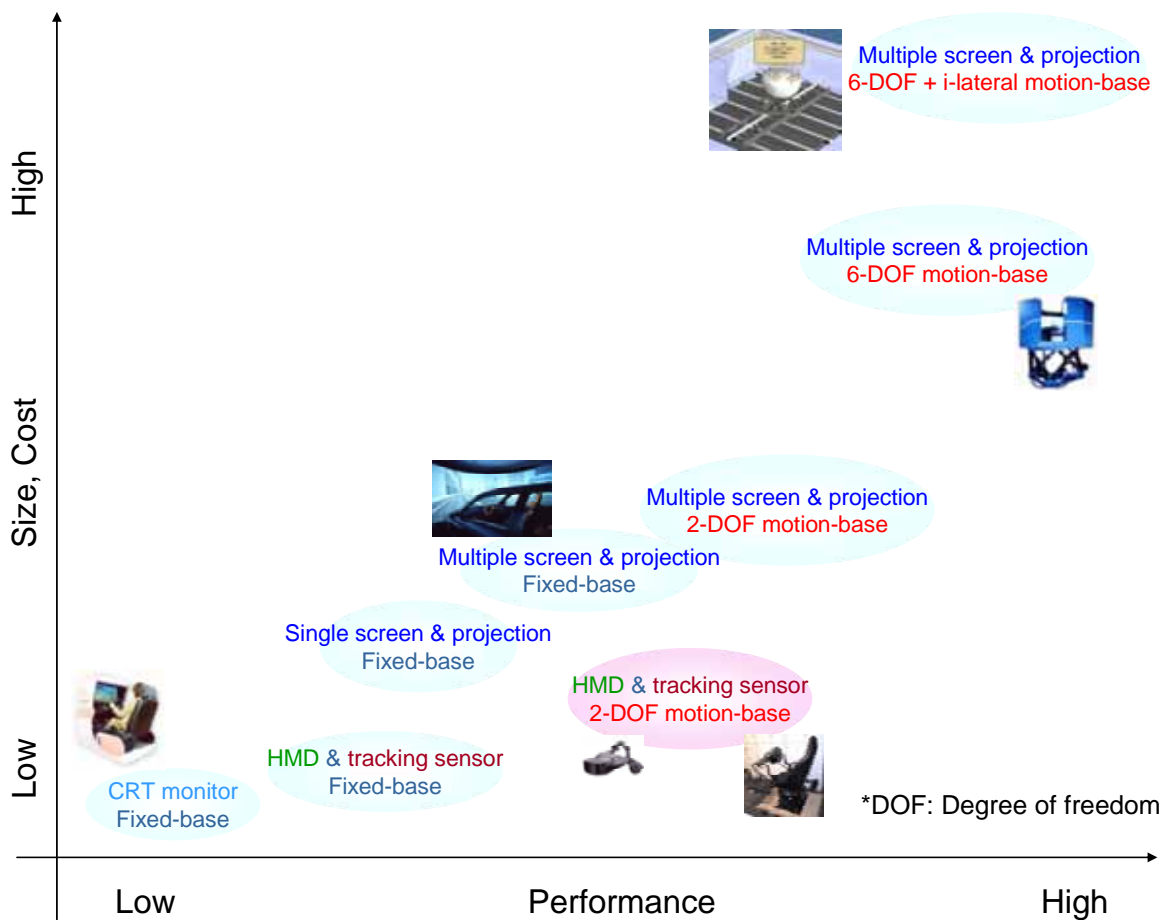 Multiple screen & projection
6-DOF + i-lateral motion-base
Multiple screen & projection
6-DOF motion-base
Multiple screen & projection
2-DOF motion-base
Multiple screen & projection
Fixed-base
Single screen & projection
Fixed-base
HMD & tracking sensor
2-DOF motion-base
HMD & tracking sensor
Fixed-base
CRT monitor
Fixed-base
*DOF: Degree of freedom
High
Size, Cost
Low
Low
Performance
High